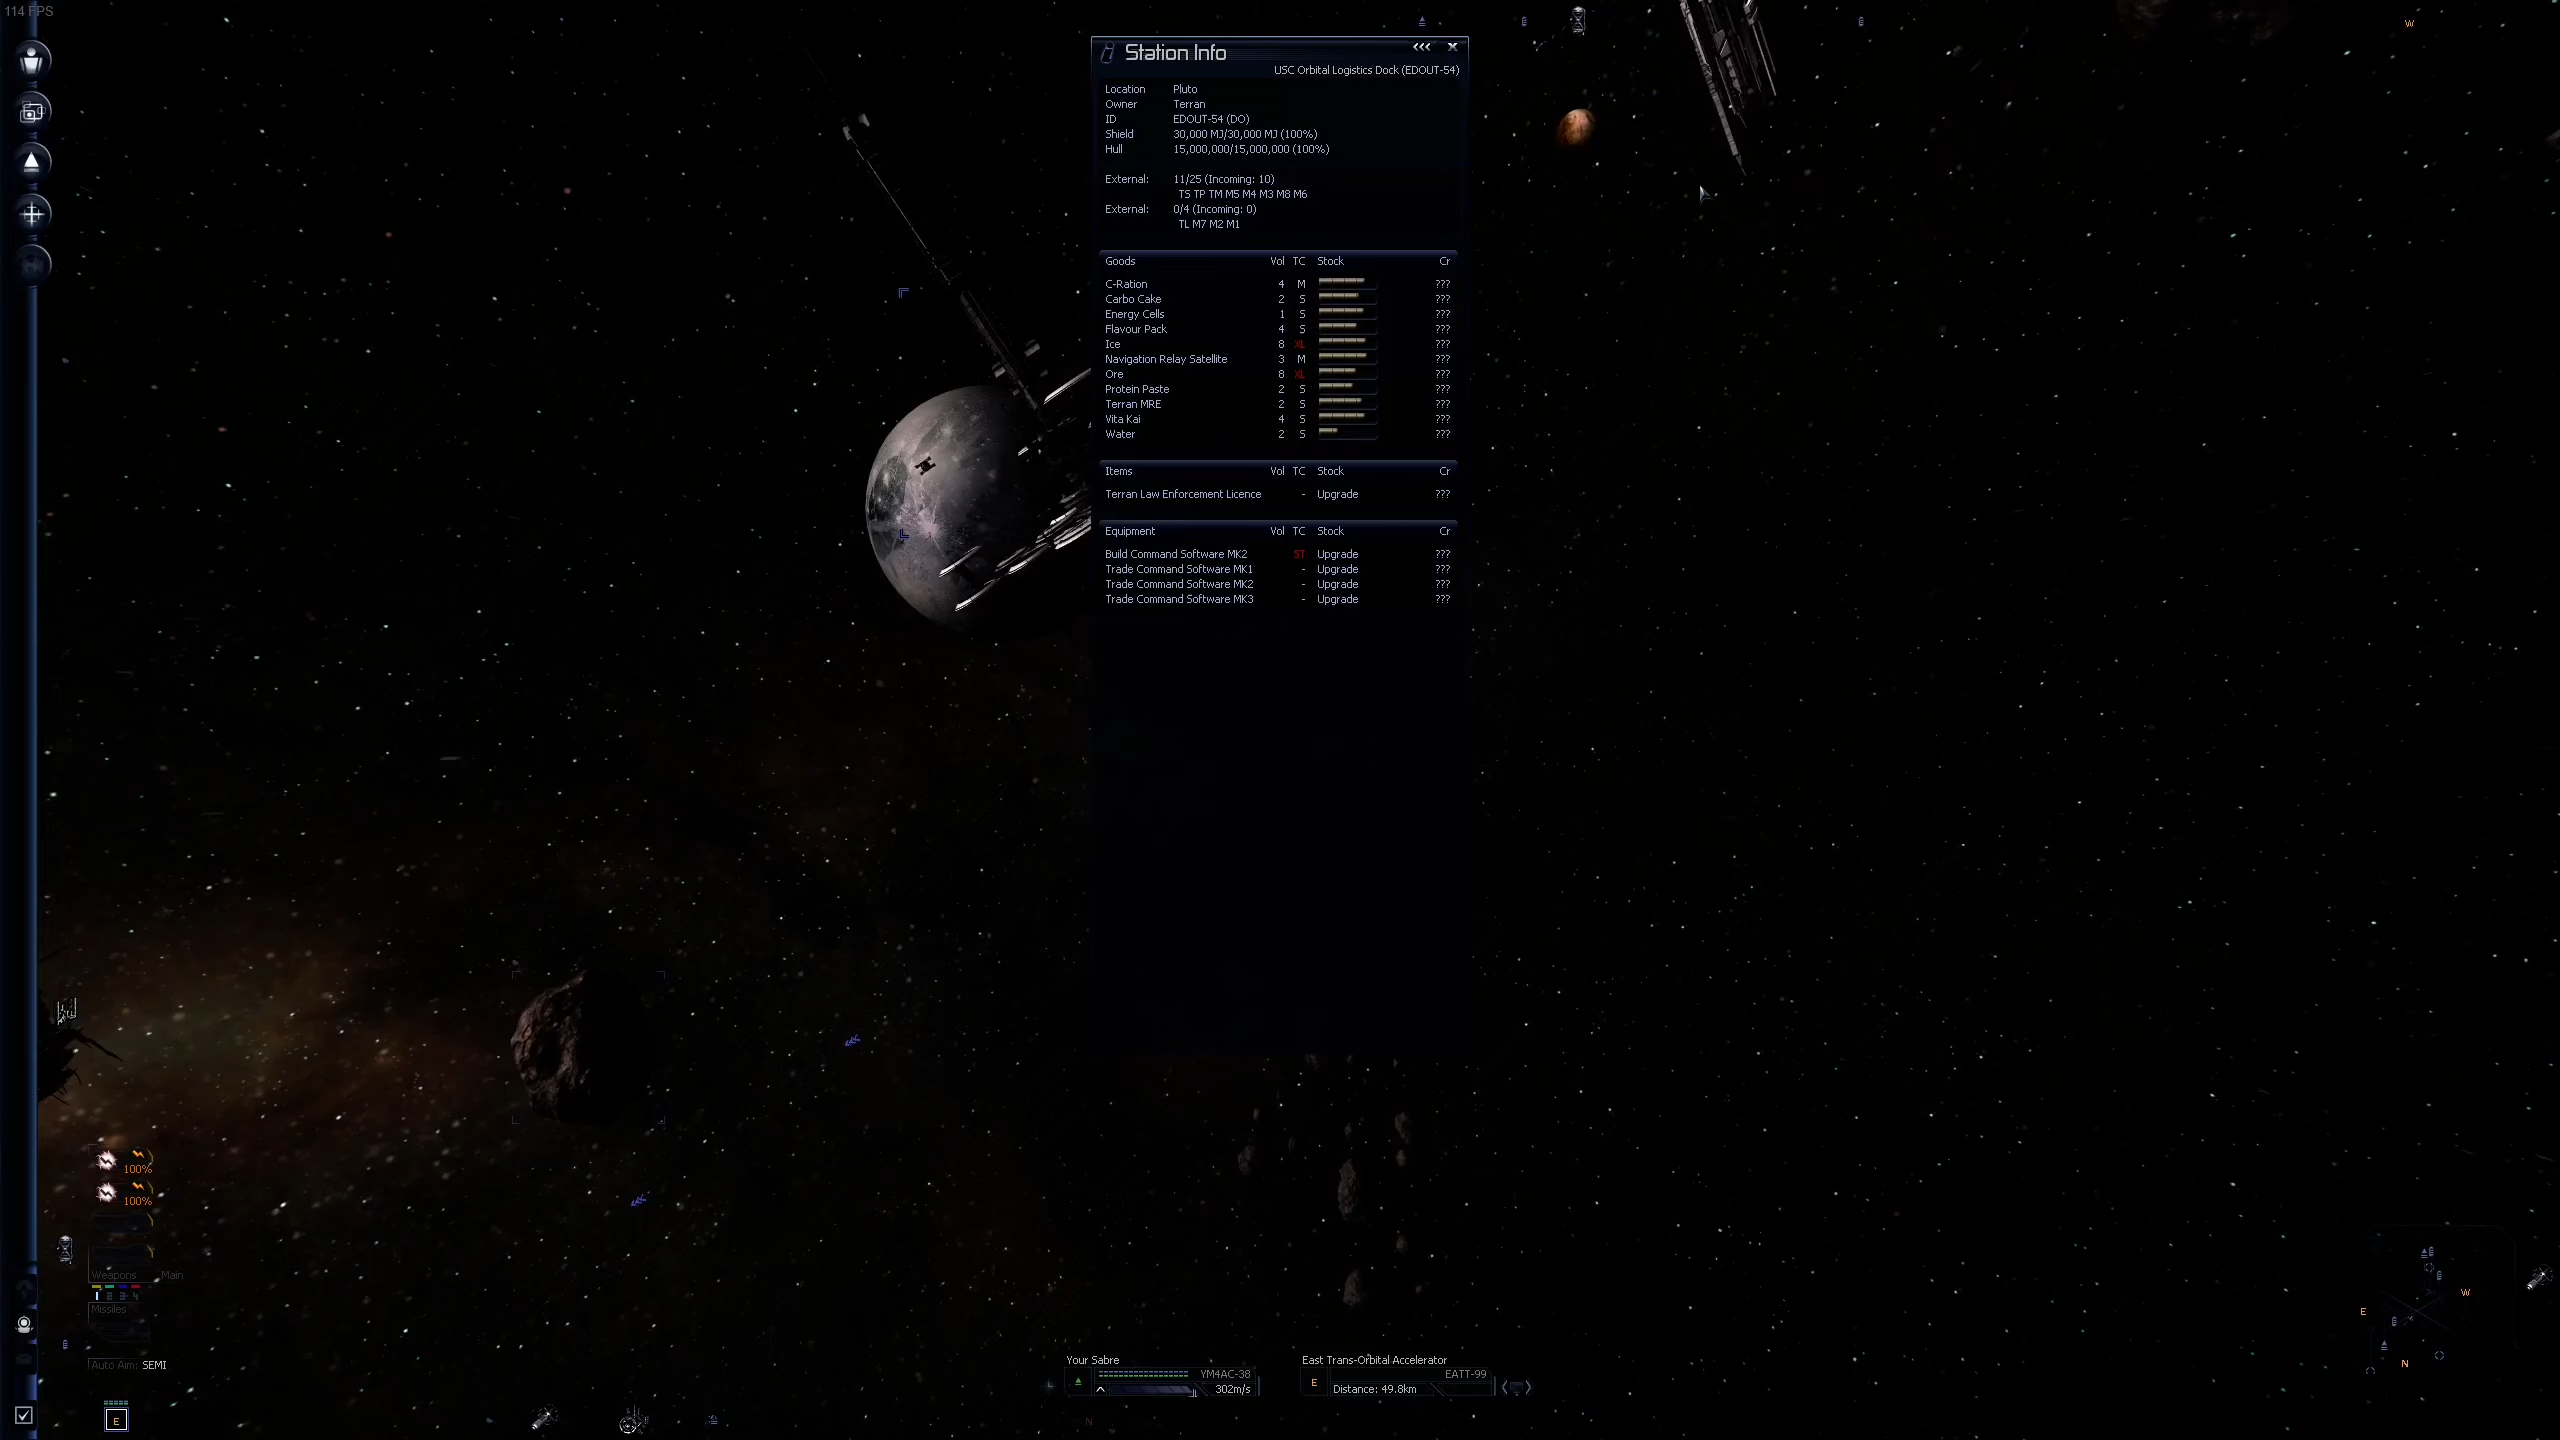 114 FPS
W
Station Info
USC Orbital Logistics Dock (EDOUT-54)
Location Pluto
Owner Terran
ID EDOUT-54 (DO)
Shield 30,000 MJ/30,000 MJ (100%)
Hull 15,000,000/15,000,000 (100%)
External: 11/25 (Incoming: 10)
TS TP TM M5 M4 M3 M8 M6
External: 0/4 (Incoming: 0)
TL M7 M2 M1
Goods Vol TC Stock Cr
C-Ration 4 M ???
Carbo Cake 2 S ???
Energy Cells 1 S ???
Flavour Pack 4 S ???
Ice 8 XL ???
Navigation Relay Satellite 3 M ???
Ore 8 XL ???
Protein Paste 2 S ???
Terran MRE 2 S ???
Vita Kai 4 S ???
Water 2 S ???
Items Vol TC Stock Cr
Terran Law Enforcement Licence - Upgrade ???
Equipment Vol TC Stock Cr
Build Command Software MK2 ST Upgrade ???
Trade Command Software MK1 - Upgrade ???
Trade Command Software MK2 - Upgrade ???
Trade Command Software MK3 - Upgrade ???
100%
100%
Weapons Main
1 2 3 4
Missiles
Auto Aim: SEMI
E
Your Sabre
YM4AC-38
302m/s
East Trans-Orbital Accelerator
E EATT-99
Distance: 49.8km
N
W
E
N